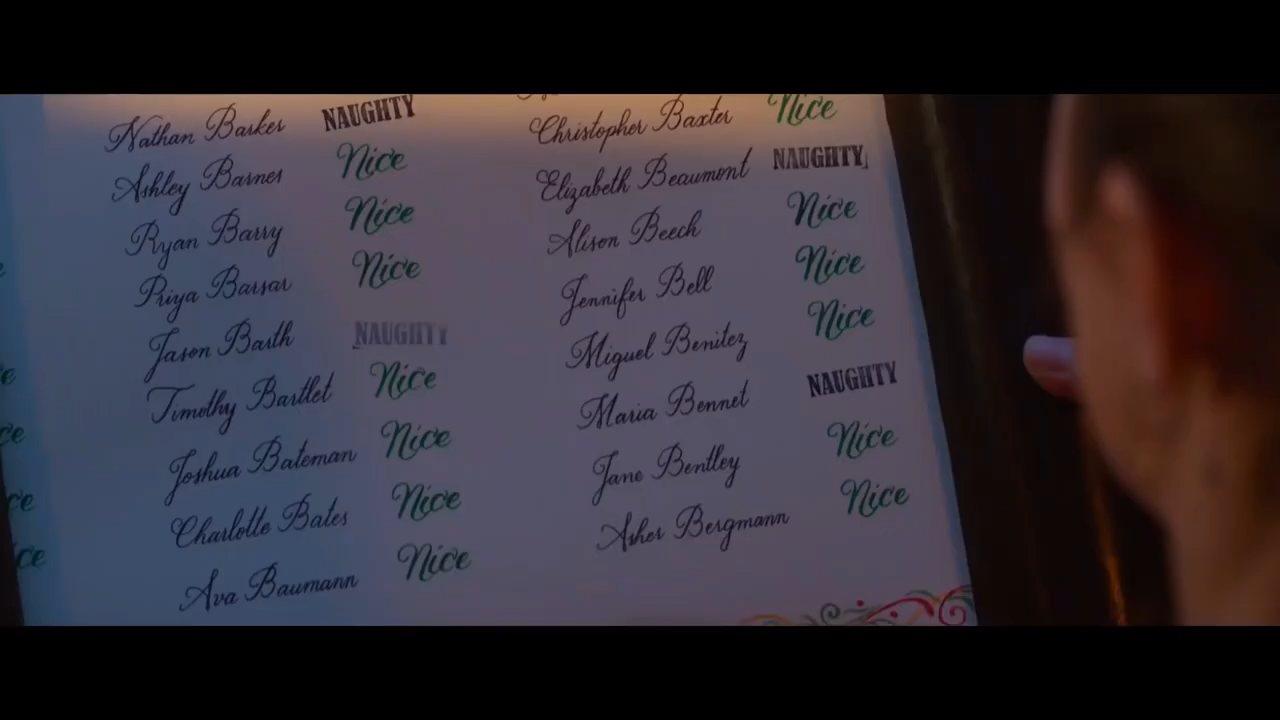 Nathan Barker NAUGHTY
Ashley Barnes Nice
Ryan Barry Nice
Priya Barsar Nice
Jason Barth NAUGHTY
Timothy Bartlet Nice
Joshua Bateman Nice
Charlotte Bates Nice
Ava Baumann Nice
Christopher Baxter Nice
Elizabeth Beaumont NAUGHTY
Alison Beech Nice
Jennifer Bell Nice
Miguel Benitez Nice
Maria Bennet NAUGHTY
Jane Bentley Nice
Asher Bergmann Nice